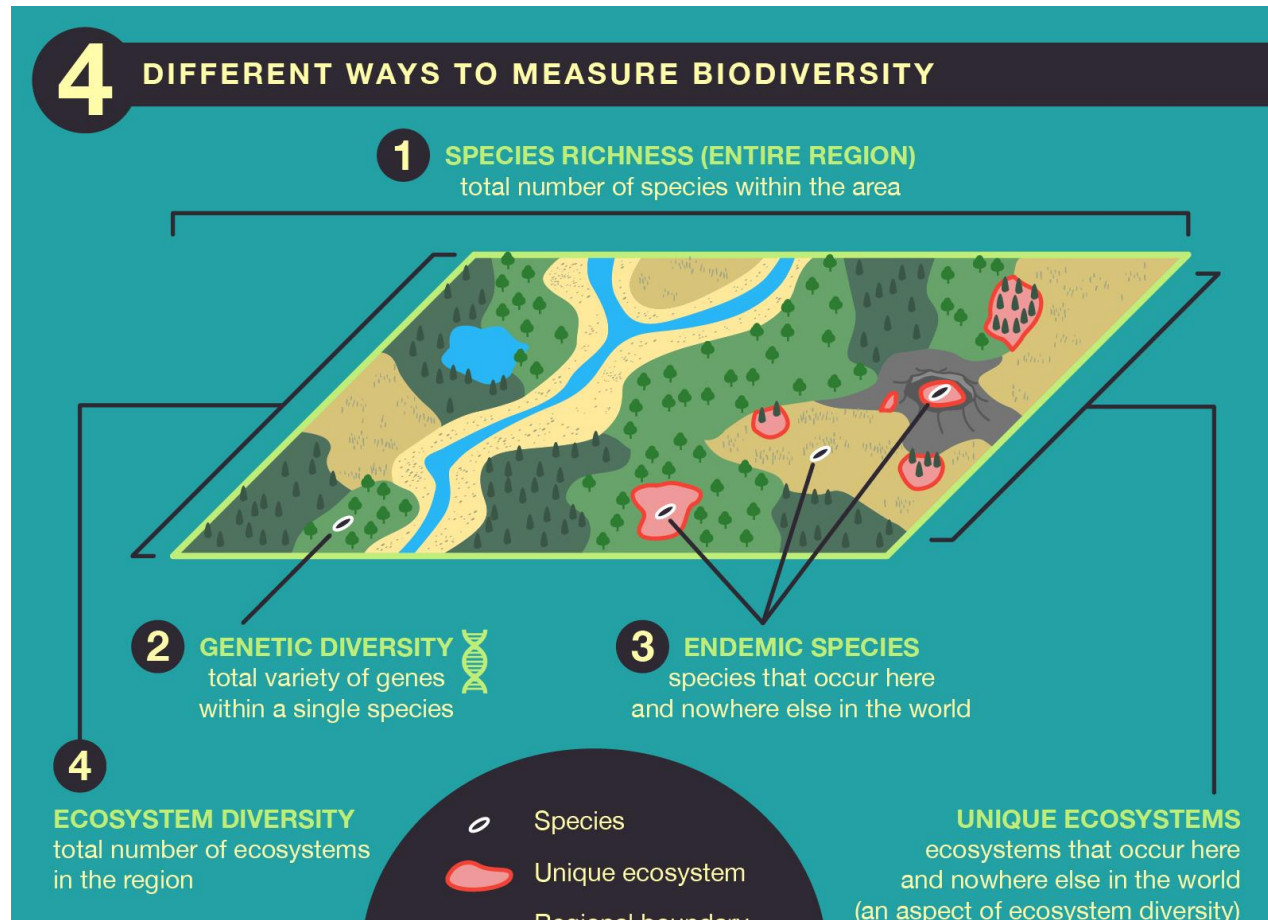 4
DIFFERENT WAYS TO MEASURE BIODIVERSITY
1
SPECIES RICHNESS (ENTIRE REGION)
total number of species within the area
2
GENETIC DIVERSITY
total variety of genes
within a single species
3
ENDEMIC SPECIES
species that occur here
and nowhere else in the world
4
ECOSYSTEM DIVERSITY
total number of ecosystems
in the region
Species
Unique ecosystem
Regional boundary
UNIQUE ECOSYSTEMS
ecosystems that occur here
and nowhere else in the world
(an aspect of ecosystem diversity)